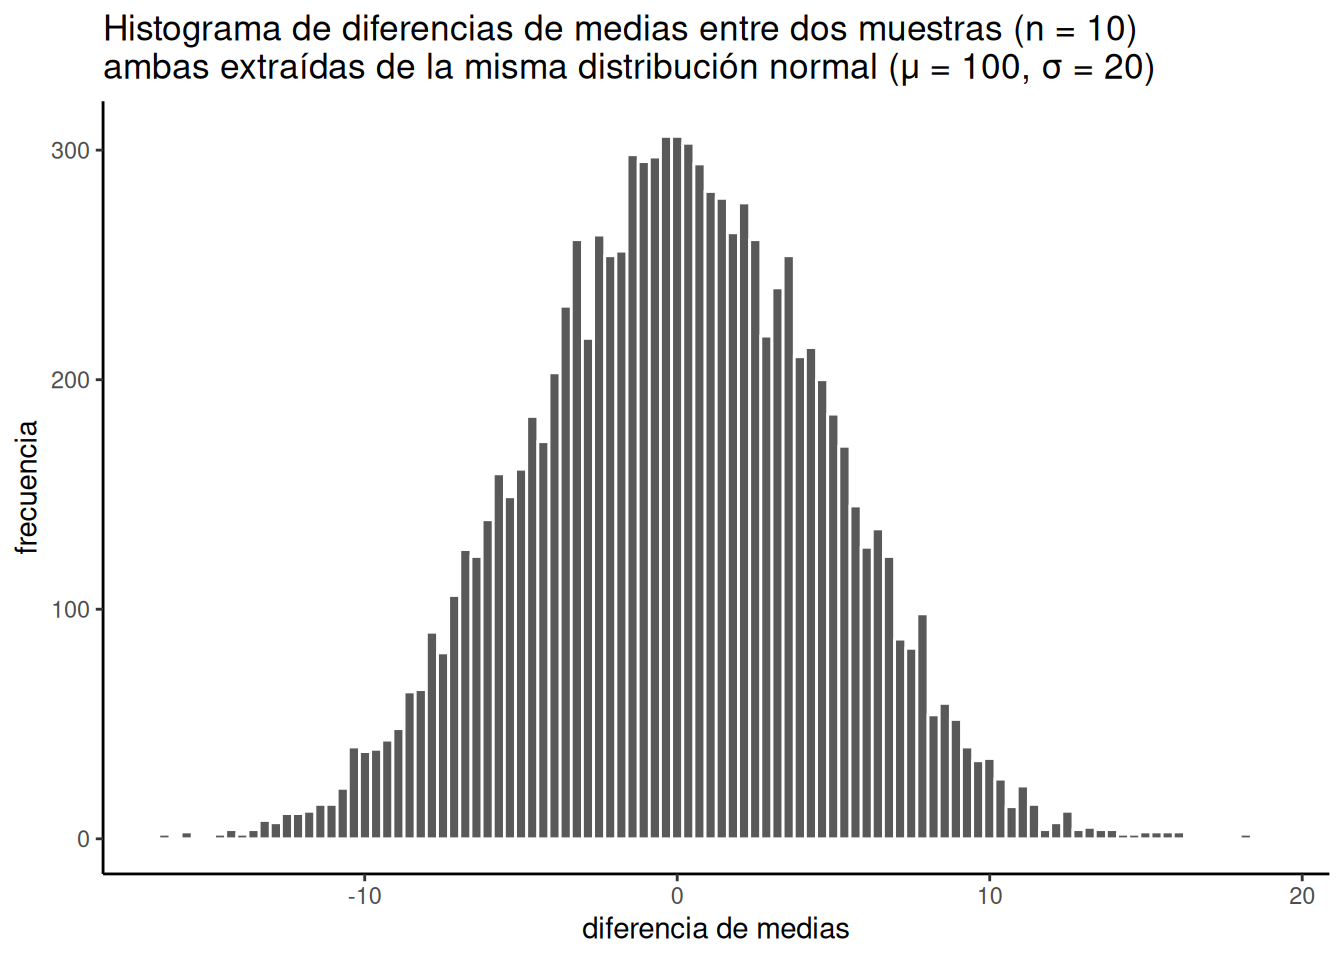 Histograma de diferencias de medias entre dos muestras (n = 10)
ambas extraídas de la misma distribución normal (μ = 100, σ = 20)
300
200
100
0
frecuencia
-10
0
10
20
diferencia de medias